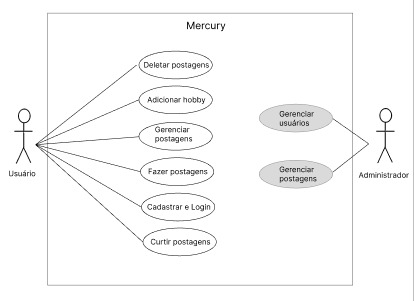 Mercury
Deletar postagens
Adicionar hobby
Gerenciar
postagens
Fazer postagens
Cadastrar e Login
Curtir postagens
Usuário
Gerenciar
usuários
Gerenciar
postagens
Administrador